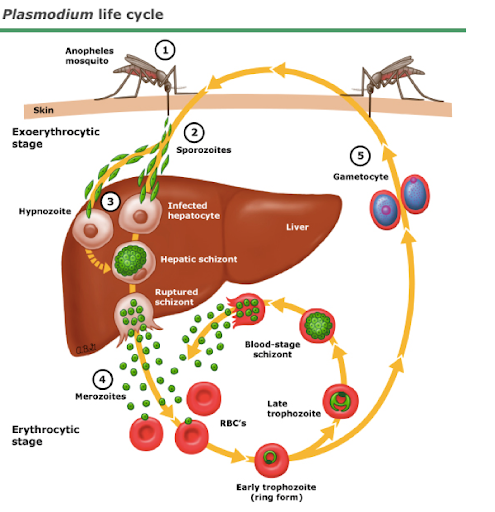 Plasmodium life cycle
Anopheles
mosquito
1
Skin
Exoerythrocytic
stage
2
Sporozoites
5
Gametocyte
3
Hypnozoite
Infected
hepatocyte
Liver
Hepatic schizont
Ruptured
schizont
Blood-stage
schizont
4
Merozoites
Late
trophozoite
RBC's
Erythrocytic
stage
Early trophozoite
(ring form)